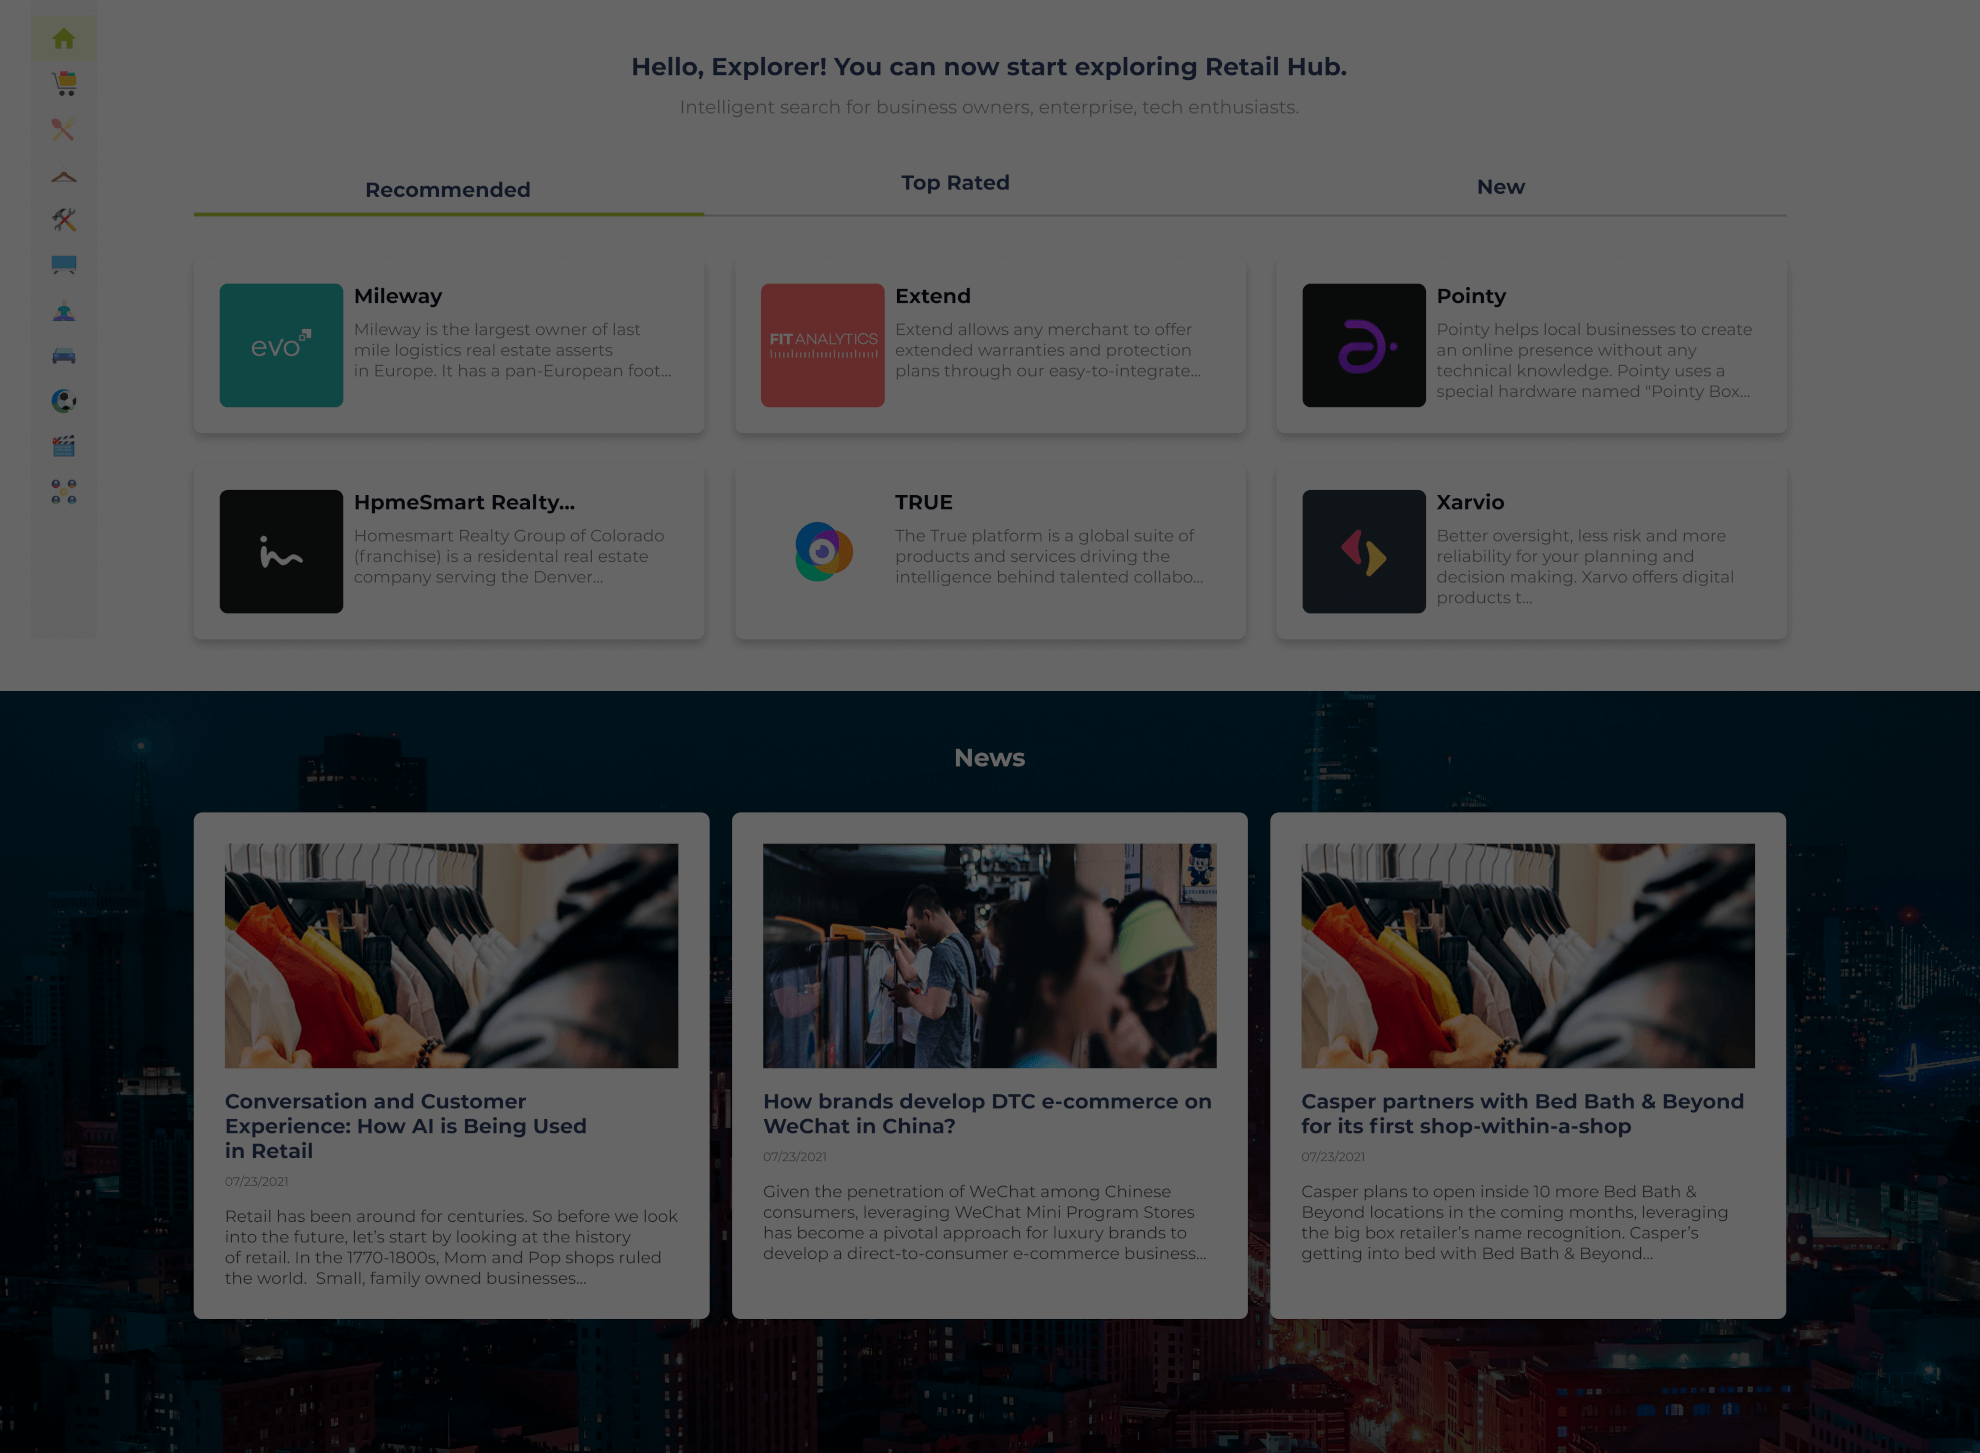 Hello, Explorer! You can now start exploring Retail Hub.
Intelligent search for business owners, enterprise, tech enthusiasts.
Recommended
Top Rated
New
evo
Mileway
Mileway is the largest owner of last
mile logistics real estate asserts
in Europe. It has a pan-European foot...
FIT ANALYTICS
Extend
Extend allows any merchant to offer
extended warranties and protection
plans through our easy-to-integrate...
Pointy
Pointy helps local businesses to create
an online presence without any
technical knowledge. Pointy uses a
special hardware named "Pointy Box...
HpmeSmart Realty...
Homesmart Realty Group of Colorado
(franchise) is a residental real estate
company serving the Denver...
TRUE
The True platform is a global suite of
products and services driving the
intelligence behind talented collabo...
Xarvio
Better oversight, less risk and more
reliability for your planning and
decision making. Xarvo offers digital
products t...
News
Conversation and Customer
Experience: How AI is Being Used
in Retail
07/23/2021
Retail has been around for centuries. So before we look
into the future, let's start by looking at the history
of retail. In the 1770-1800s, Mom and Pop shops ruled
the world. Small, family owned businesses...
How brands develop DTC e-commerce on
WeChat in China?
07/23/2021
Given the penetration of WeChat among Chinese
consumers, leveraging WeChat Mini Program Stores
has become a pivotal approach for luxury brands to
develop a direct-to-consumer e-commerce business...
Casper partners with Bed Bath & Beyond
for its first shop-within-a-shop
07/23/2021
Casper plans to open inside 10 more Bed Bath &
Beyond locations in the coming months, leveraging
the big box retailer's name recognition. Casper's
getting into bed with Bed Bath & Beyond...